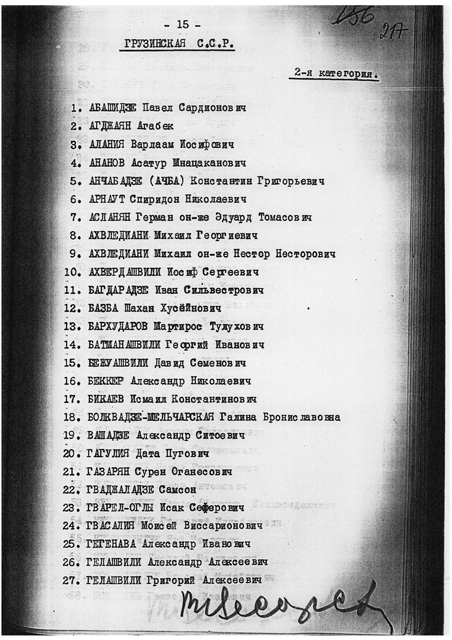 - 15 -
156
217
ГРУЗИНСКАЯ С.С.Р.
2-я категория.
1. АБАШИДЗЕ Павел Сардионович
2. АГДЖАЯН Агабек
3. АЛАНИЯ Варлаам Иосифович
4. АНАНОВ Асатур Мнацаканович
5. АНЧАБАДЗЕ (АЧБА) Константин Григорьевич
6. АРНАУТ Спиридон Николаевич
7. АСЛАНЯН Герман он-же Эдуард Томасович
8. АХВЛЕДИАНИ Михаил Георгиевич
9. АХВЛЕДИАНИ Михаил он-же Нестор Несторович
10. АХВЕРДАШВИЛИ Иосиф Сергеевич
11. БАГДАРАДЗЕ Иван Сильвестрович
12. БАЗБА Шахан Хусейнович
13. БАРХУДАРОВ Мартирос Тулухович
14. БАТМАНАШВИЛИ Георгий Иванович
15. БЕЖУАШВИЛИ Давид Семенович
16. БЕККЕР Александр Николаевич
17. БИКАЕВ Исмаил Константинович
18. БОЛКВАДЗЕ-МЕЛЬЧАРСКАЯ Галина Брониславовна
19. ВАШАДЗЕ Александр Ситоевич
20. ГАГУЛИЯ Дата Пугович
21. ГАЗАРЯН Сурен Оганесович
22. ГВАДЖАЛАДЗЕ Самсон
23. ГВАРЕЛ-ОГЛЫ Исак Сеферович
24. ГВАСАЛИЯ Моисей Виссарионович
25. ГЕГЕНАВА Александр Иванович
26. ГЕЛАШВИЛИ Александр Алексеевич
27. ГЕЛАШВИЛИ Григорий Алексеевич